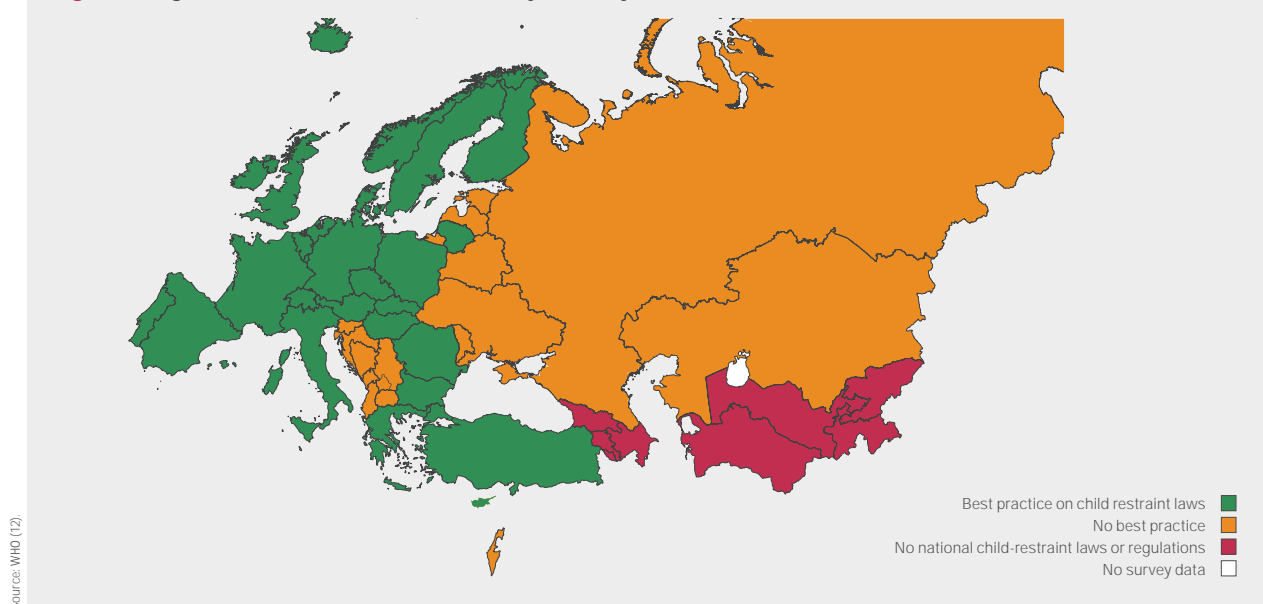 Best practice on child restraint laws
No best practice
No national child-restraint laws or regulations
No survey data
ource: WHO (12).